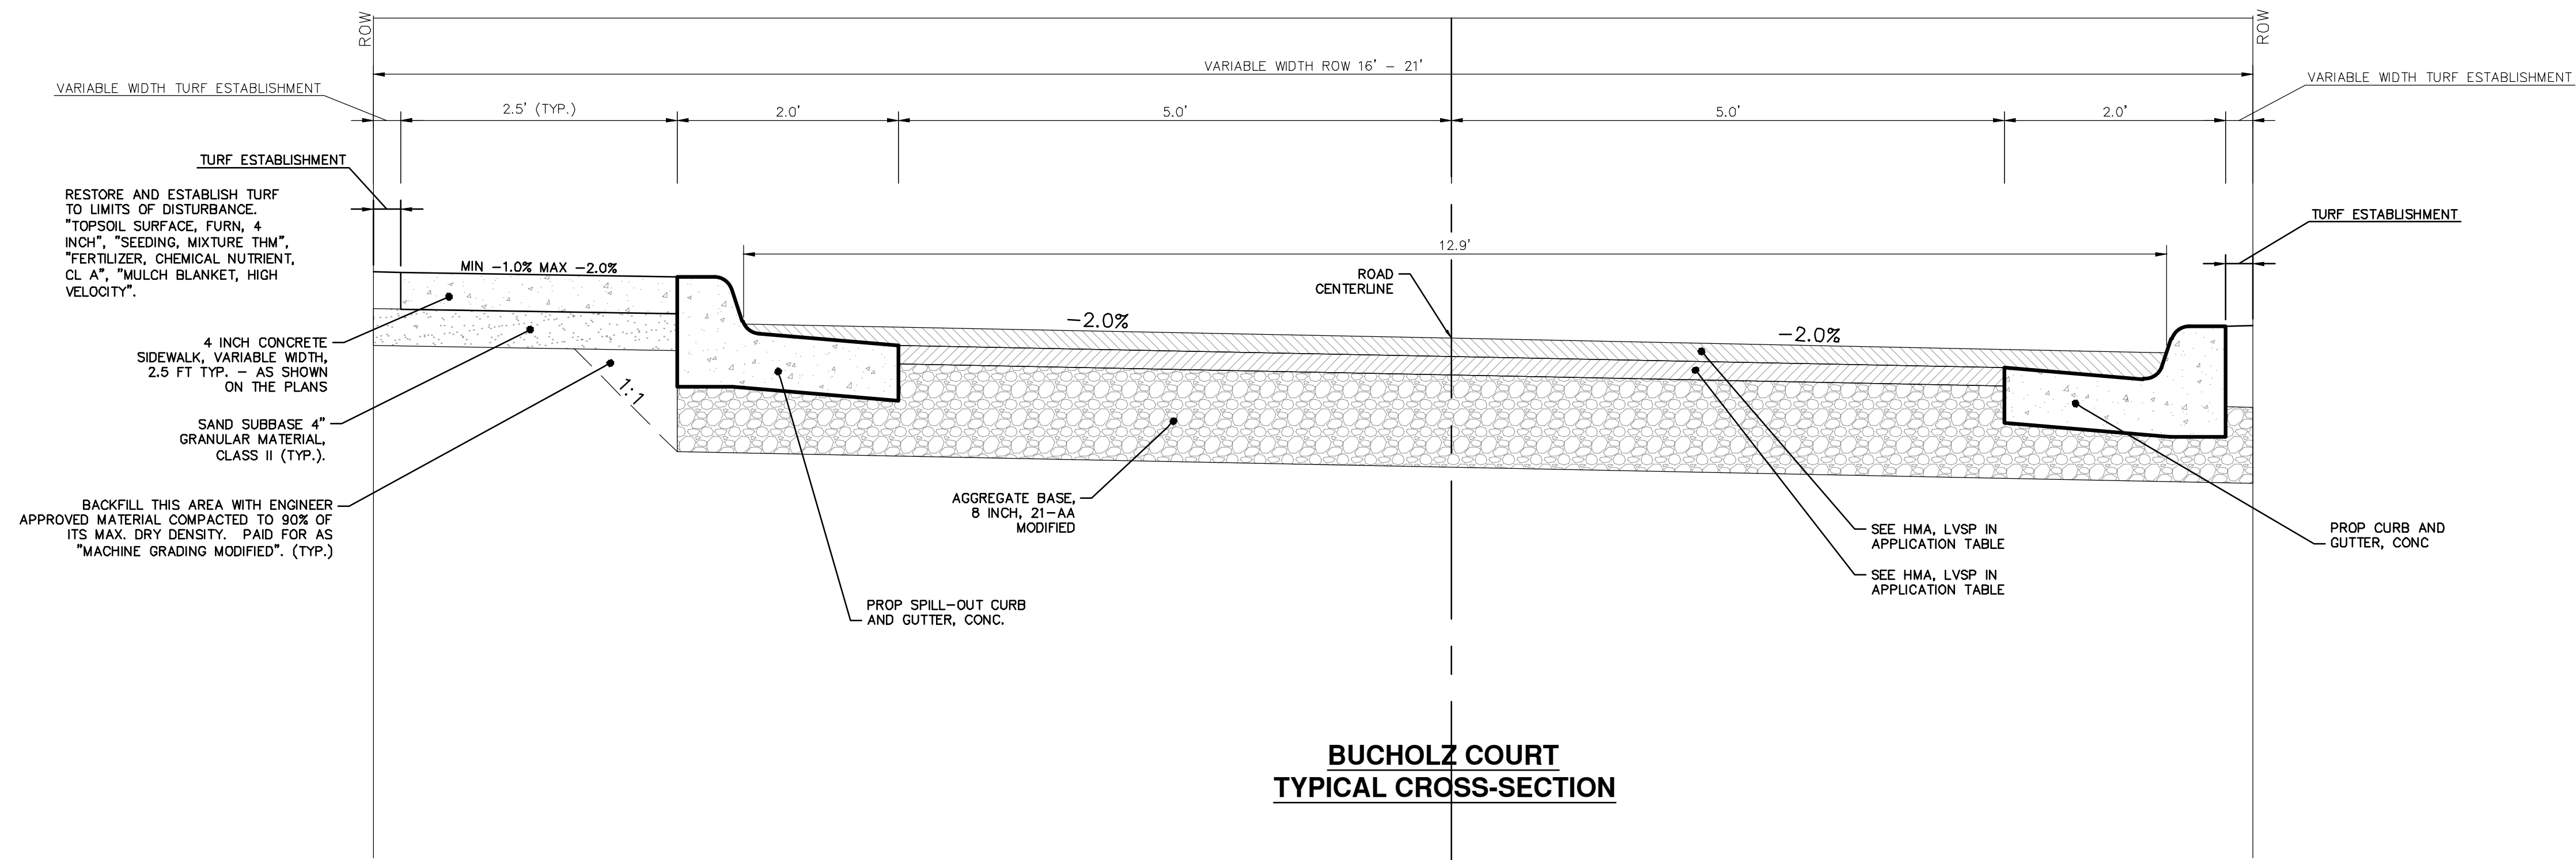 ROW
ROW
VARIABLE WIDTH ROW 16' - 21'
VARIABLE WIDTH TURF ESTABLISHMENT
VARIABLE WIDTH TURF ESTABLISHMENT
2.5' (TYP.)
2.0'
5.0'
5.0'
2.0'
TURF ESTABLISHMENT
RESTORE AND ESTABLISH TURF
TO LIMITS OF DISTURBANCE.
"TOPSOIL SURFACE, FURN, 4
INCH", "SEEDING, MIXTURE THM",
"FERTILIZER, CHEMICAL NUTRIENT,
CL A", "MULCH BLANKET, HIGH
VELOCITY".
TURF ESTABLISHMENT
12.9'
MIN -1.0% MAX -2.0%
ROAD
CENTERLINE
-2.0%
-2.0%
4 INCH CONCRETE
SIDEWALK, VARIABLE WIDTH,
2.5 FT TYP. - AS SHOWN
ON THE PLANS
1:1
SAND SUBBASE 4"
GRANULAR MATERIAL,
CLASS II (TYP.).
BACKFILL THIS AREA WITH ENGINEER
APPROVED MATERIAL COMPACTED TO 90% OF
ITS MAX. DRY DENSITY. PAID FOR AS
"MACHINE GRADING MODIFIED". (TYP.)
AGGREGATE BASE,
8 INCH, 21-AA
MODIFIED
SEE HMA, LVSP IN
APPLICATION TABLE
SEE HMA, LVSP IN
APPLICATION TABLE
PROP CURB AND
GUTTER, CONC
PROP SPILL-OUT CURB
AND GUTTER, CONC.
BUCHOLZ COURT
TYPICAL CROSS-SECTION